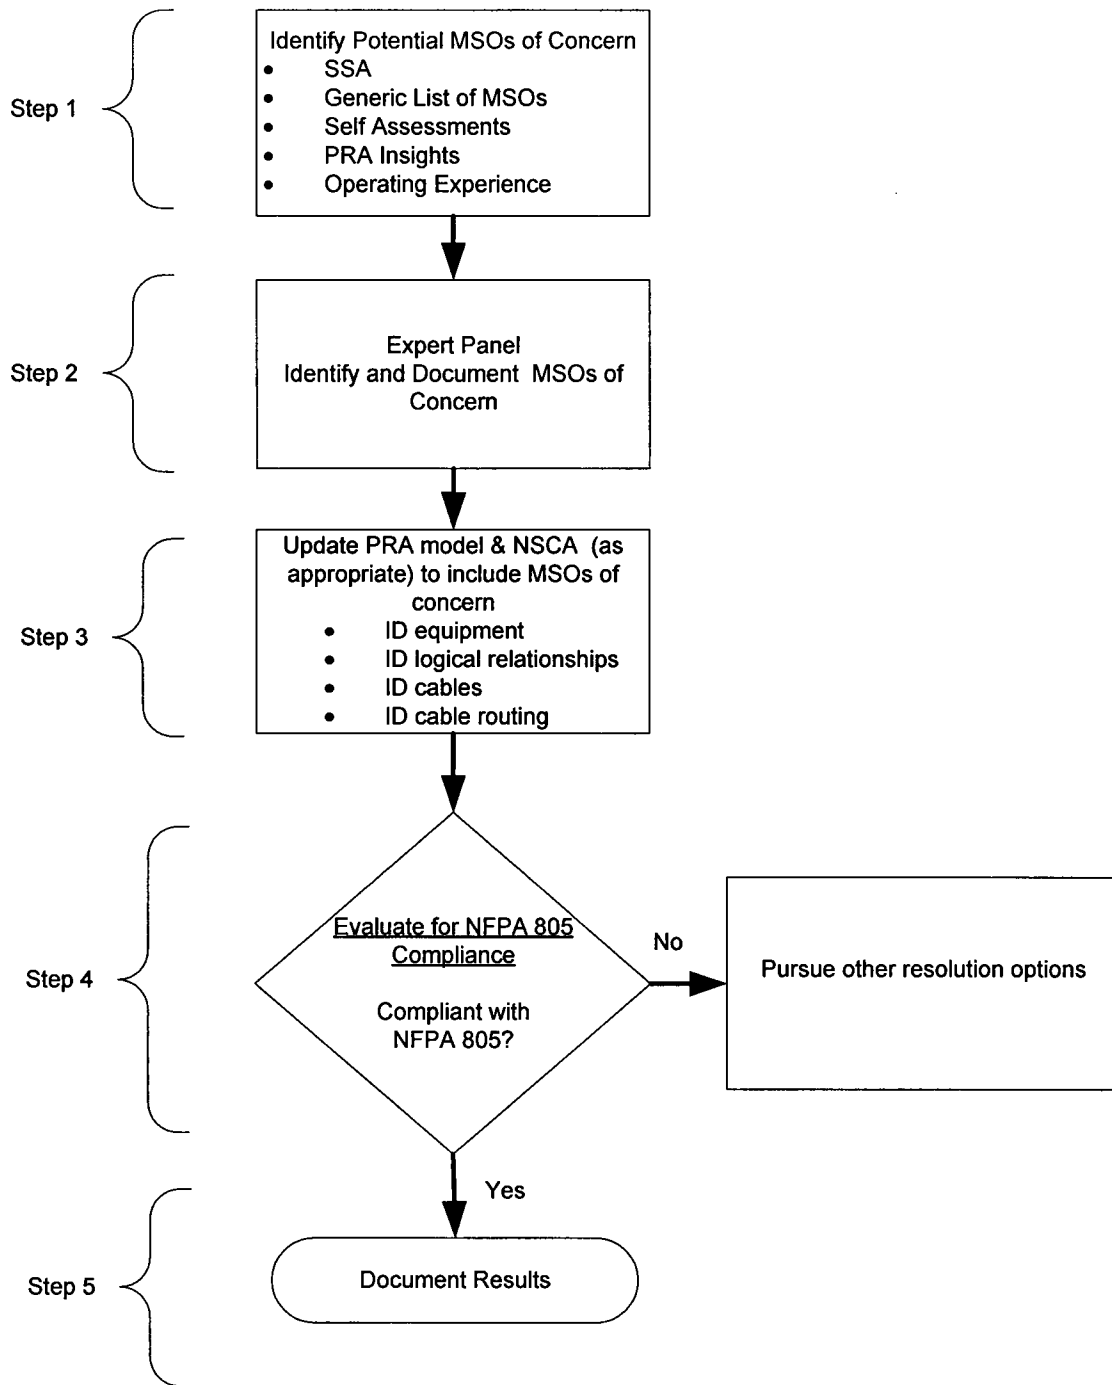 Step 1
Identify Potential MSOs of Concern
• SSA
• Generic List of MSOs
• Self Assessments
• PRA Insights
• Operating Experience
Step 2
Expert Panel
Identify and Document MSOs of
Concern
Step 3
Update PRA model & NSCA (as
appropriate) to include MSOs of
concern
• ID equipment
• ID logical relationships
• ID cables
• ID cable routing
Step 4
Evaluate for NFPA 805
Compliance
Compliant with
NFPA 805?
No
Pursue other resolution options
Yes
Step 5
Document Results